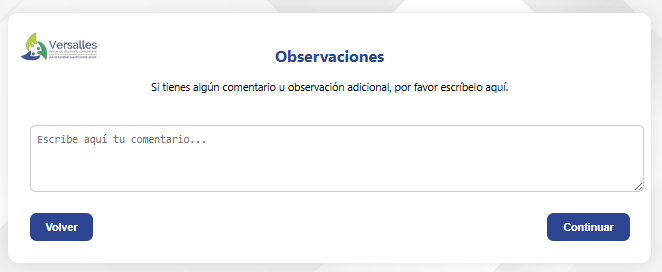 Versalles
Observaciones
Si tienes algún comentario u observación adicional, por favor escríbelo aquí.
Escribe aquí tu comentario...
Volver
Continuar